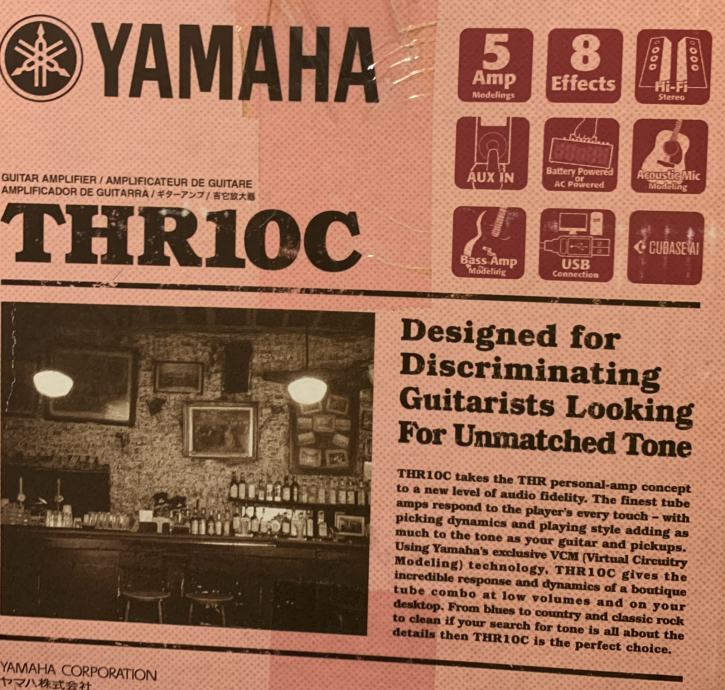 YAMAHA
GUITAR AMPLIFIER / AMPLIFICATEUR DE GUITARE
AMPLIFICADOR DE GUITARRA / ギターアンプ / 吉它放大器
THR10C
5
Amp
Modelings
8
Effects
Hi-Fi
Stereo
AUX IN
Battery Powered
or
AC Powered
Acoustic Mic
Modeling
Bass Amp
Modeling
USB
Connection
CUBASE AI
Designed for
Discriminating
Guitarists Looking
For Unmatched Tone
THR10C takes the THR personal-amp concept
to a new level of audio fidelity. The finest tube
amps respond to the player's every touch – with
picking dynamics and playing style adding as
much to the tone as your guitar and pickups.
Using Yamaha's exclusive VCM (Virtual Circuitry
Modeling) technology, THR10C gives the
incredible response and dynamics of a boutique
tube combo at low volumes and on your
desktop. From blues to country and classic rock
to clean if your search for tone is all about the
details then THR10C is the perfect choice.
YAMAHA CORPORATION
ヤマハ株式会社